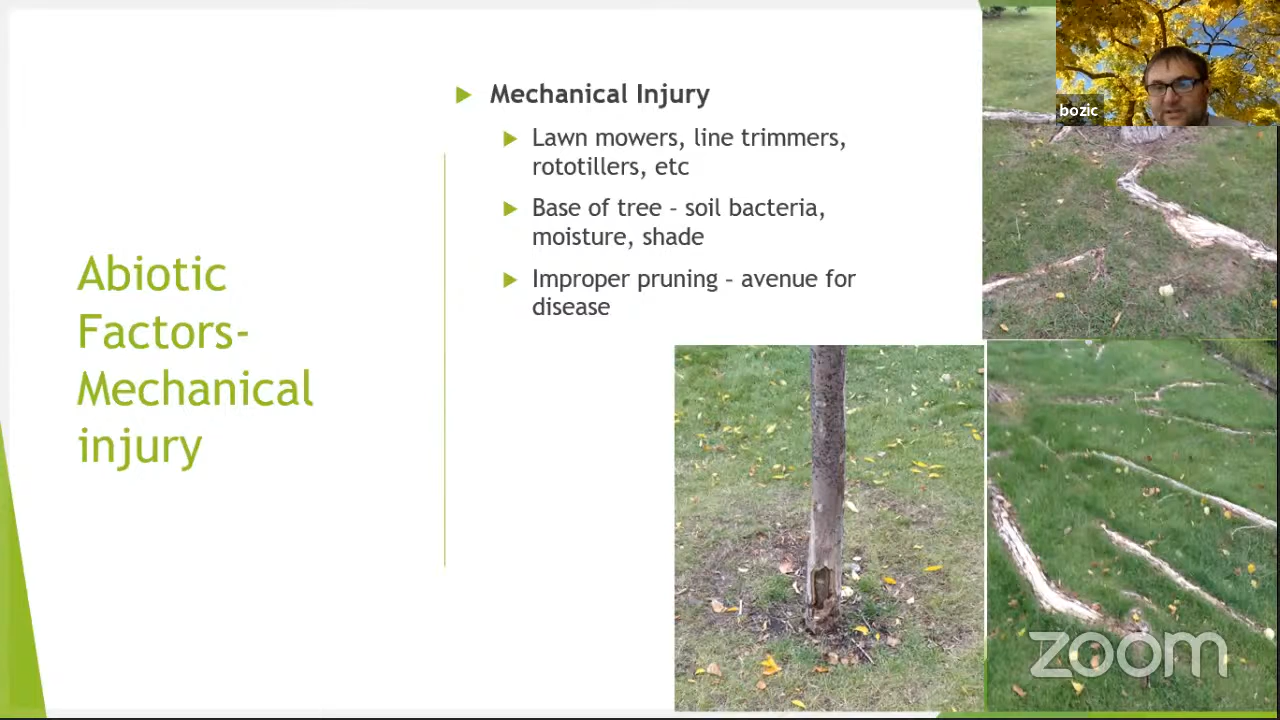 Mechanical Injury
Lawn mowers, line trimmers,
rototillers, etc
Base of tree - soil bacteria,
moisture, shade
Improper pruning - avenue for
disease
Abiotic
Factors-
Mechanical
injury
bozic
zoom